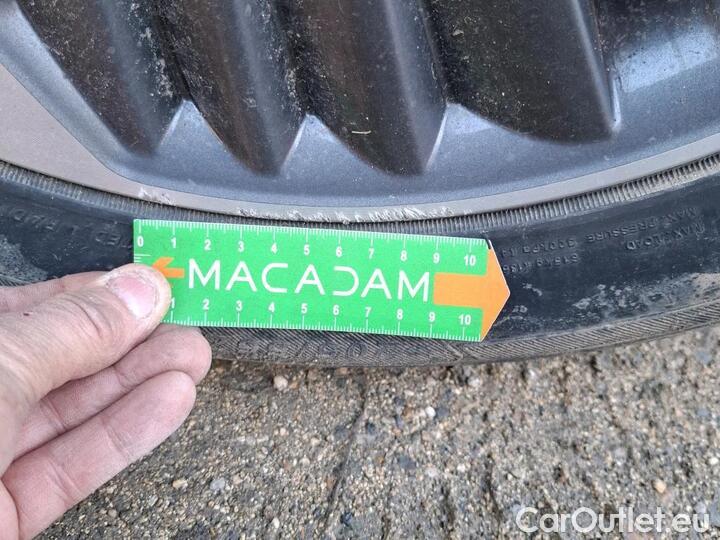 0 1 2 3 4 5 6 7 8 9 10
MACADAM
1 2 3 4 5 6 7 8 9 10
MAX. LOAD
MAX. PRESSURE
CarOutlet.eu